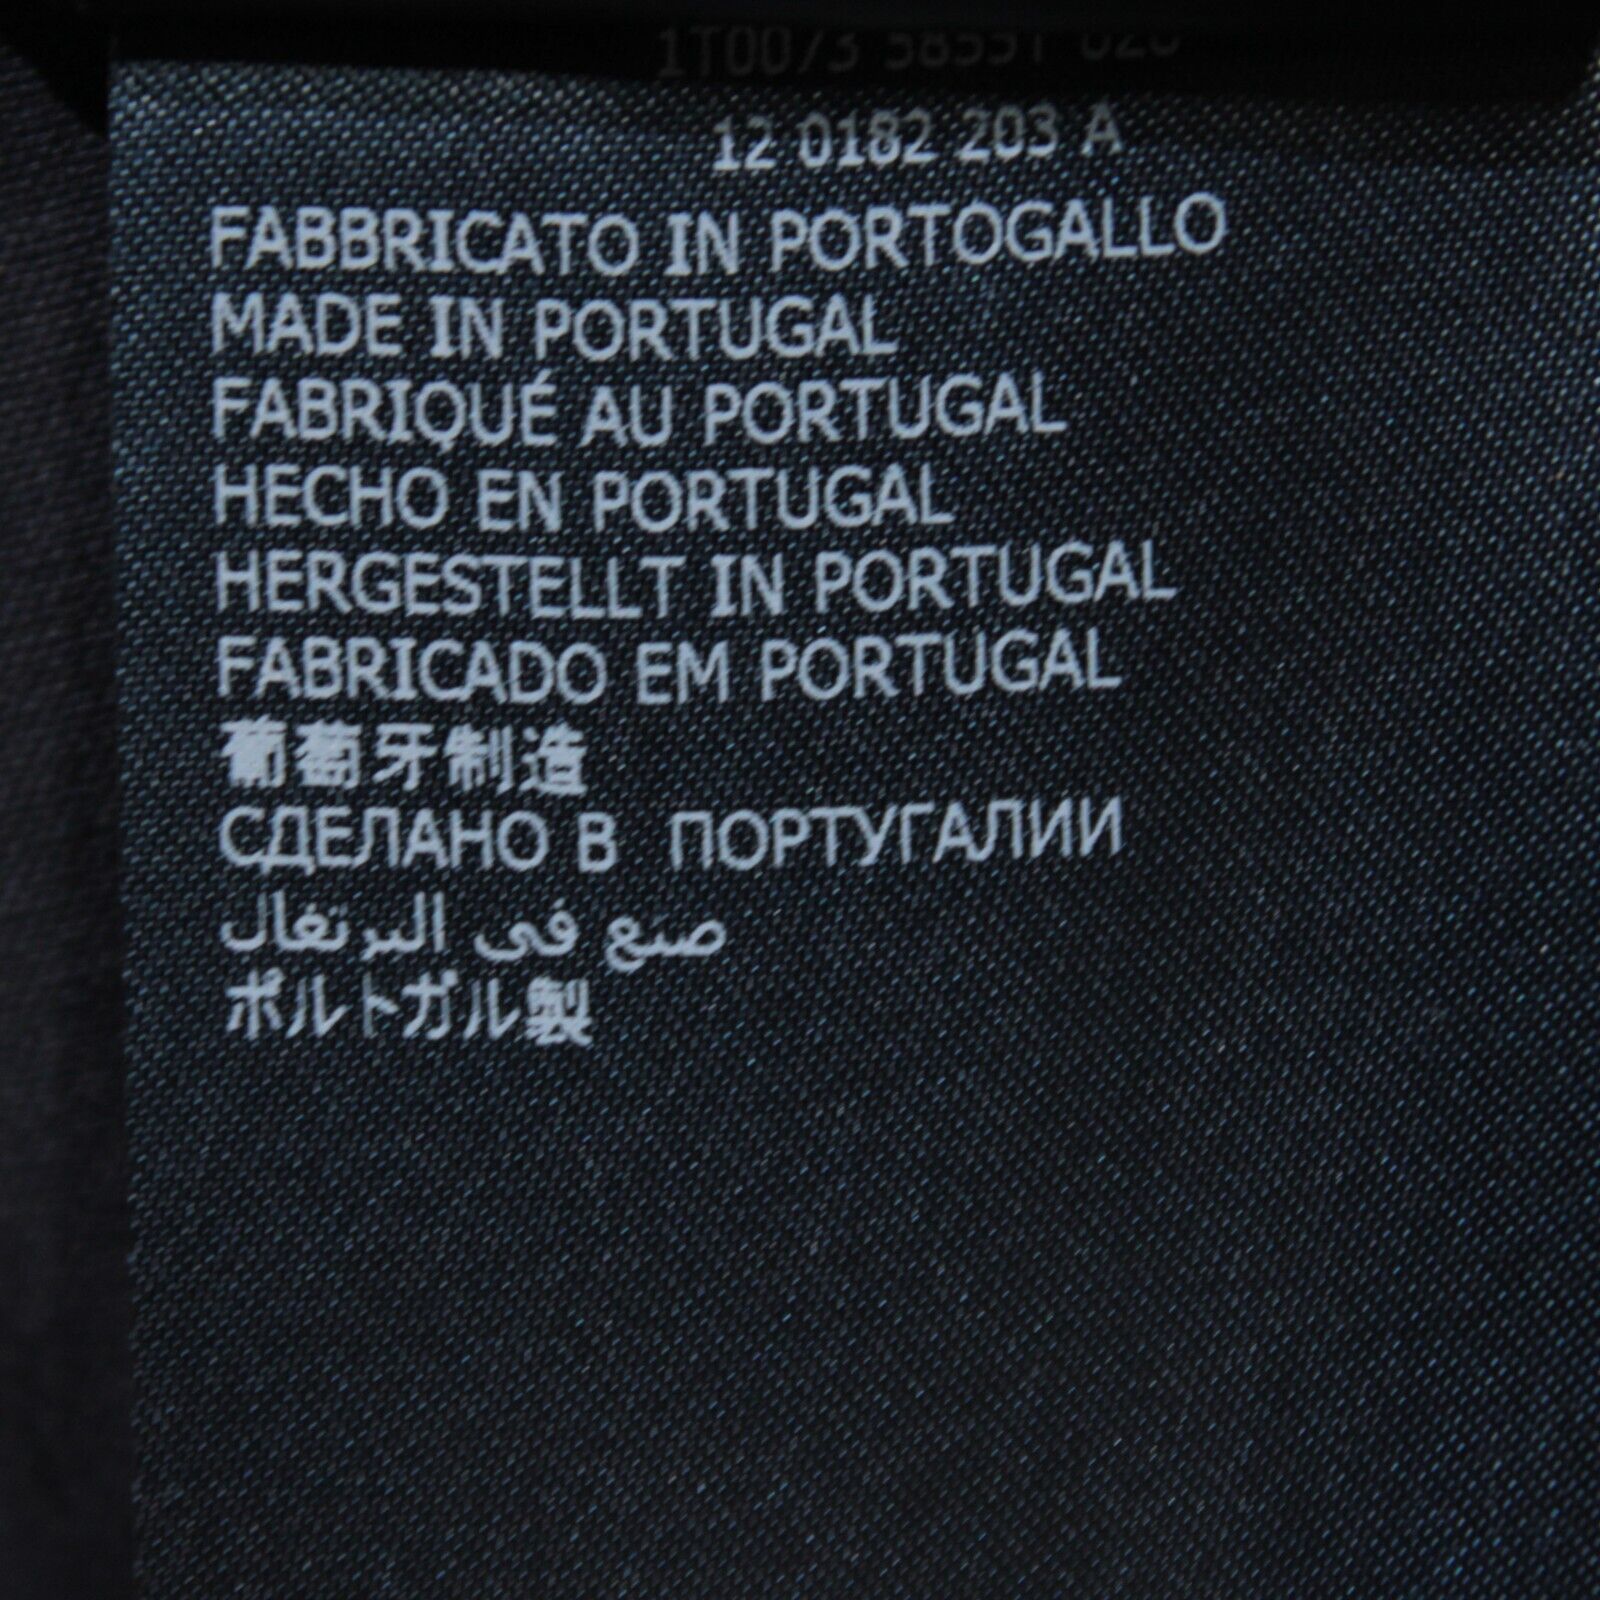 12 0182 203 A
FABBRICATO IN PORTOGALLO
MADE IN PORTUGAL
FABRIQUÉ AU PORTUGAL
HECHO EN PORTUGAL
HERGESTELLT IN PORTUGAL
FABRICADO EM PORTUGAL
葡萄牙制造
СДЕЛАНО В ПОРТУГАЛИИ
صنع فى البرتغال
ポルトガル製